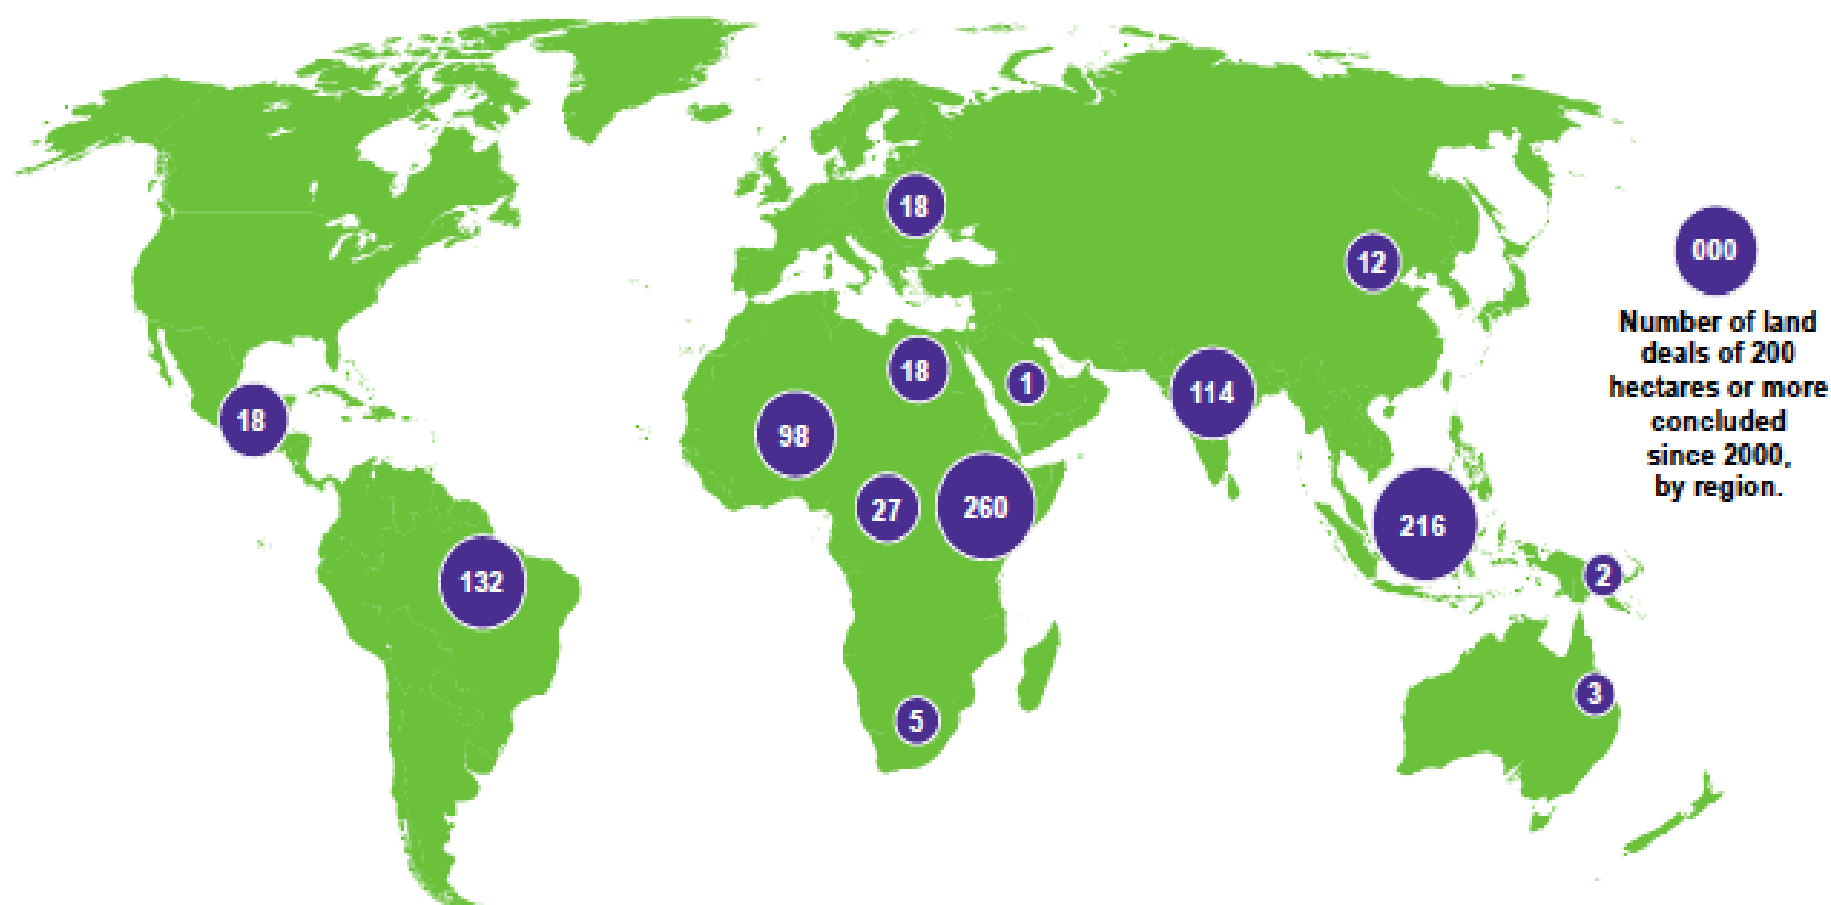 18
12
000
Number of land
deals of 200
hectares or more
concluded
since 2000,
by region.
18
1
114
18
98
27
260
216
132
2
3
5